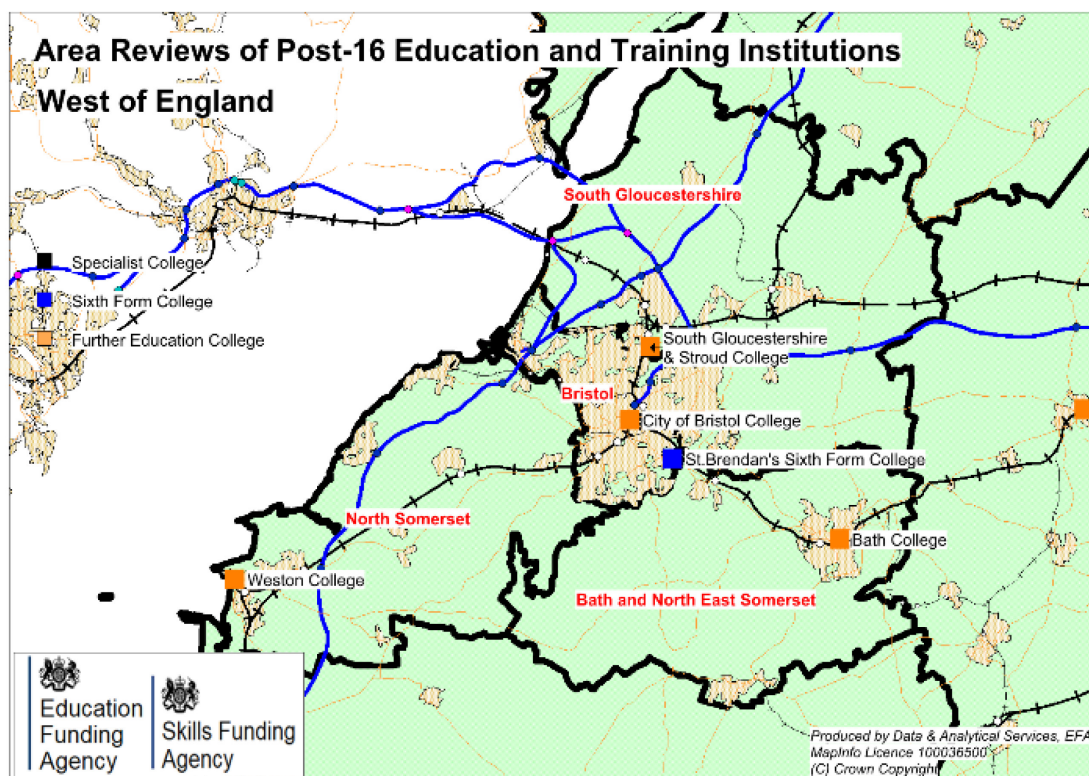 Area Reviews of Post-16 Education and Training Institutions
West of England
South Gloucestershire
Specialist College
Sixth Form College
Further Education College
South Gloucestershire
& Stroud College
Bristol
City of Bristol College
St.Brendan's Sixth Form College
North Somerset
Bath College
Weston College
Bath and North East Somerset
Education
Funding
Agency
Skills Funding
Agency
Produced by Data & Analytical Services, EFA
MapInfo Licence 100036500
(C) Crown Copyright